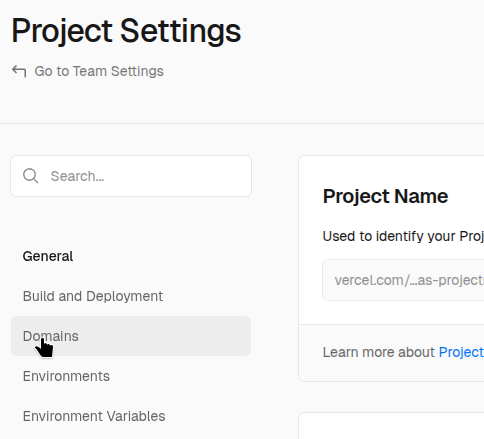 Project Settings
Go to Team Settings
Search...
General
Build and Deployment
Domains
Environments
Environment Variables
Project Name
Used to identify your Proj
vercel.com/...as-projects
Learn more about Project